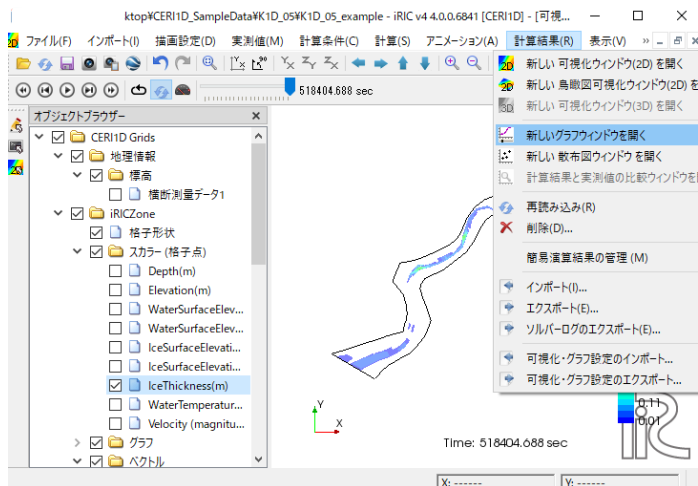 ktop¥CERI1D_SampleData¥K1D_05¥K1D_05_example - iRIC v4 4.0.0.6841 [CERI1D] - [可視...
ファイル(F) インポート(I) 描画設定(D) 実測値(M) 計算条件(C) 計算(S) アニメーション(A) 計算結果(R) 表示(V) »
518404.688 sec
オブジェクトブラウザー
CERI1D Grids
地理情報
標高
横断測量データ1
iRICZone
格子形状
スカラー (格子点)
Depth(m)
Elevation(m)
WaterSurfaceElev...
WaterSurfaceElev...
IceSurfaceElevati...
IceSurfaceElevati...
IceThickness(m)
WaterTemperatur...
Velocity (magnitu...
グラフ
ベクトル
新しい 可視化ウィンドウ(2D) を開く
新しい 鳥瞰図可視化ウィンドウ(2D) を
新しい 可視化ウィンドウ(3D) を開く
新しいグラフウィンドウを開く
新しい 散布図ウィンドウ を開く
計算結果と実測値の比較ウィンドウを
再読み込み(R)
削除(D)...
簡易演算結果の管理 (M)
インポート(I)...
エクスポート(E)...
ソルバーログのエクスポート(E)...
可視化・グラフ設定のインポート...
可視化・グラフ設定のエクスポート...
0.11
0.01
Y
X
Time: 518404.688 sec
iRIC
X: ------
Y: ------